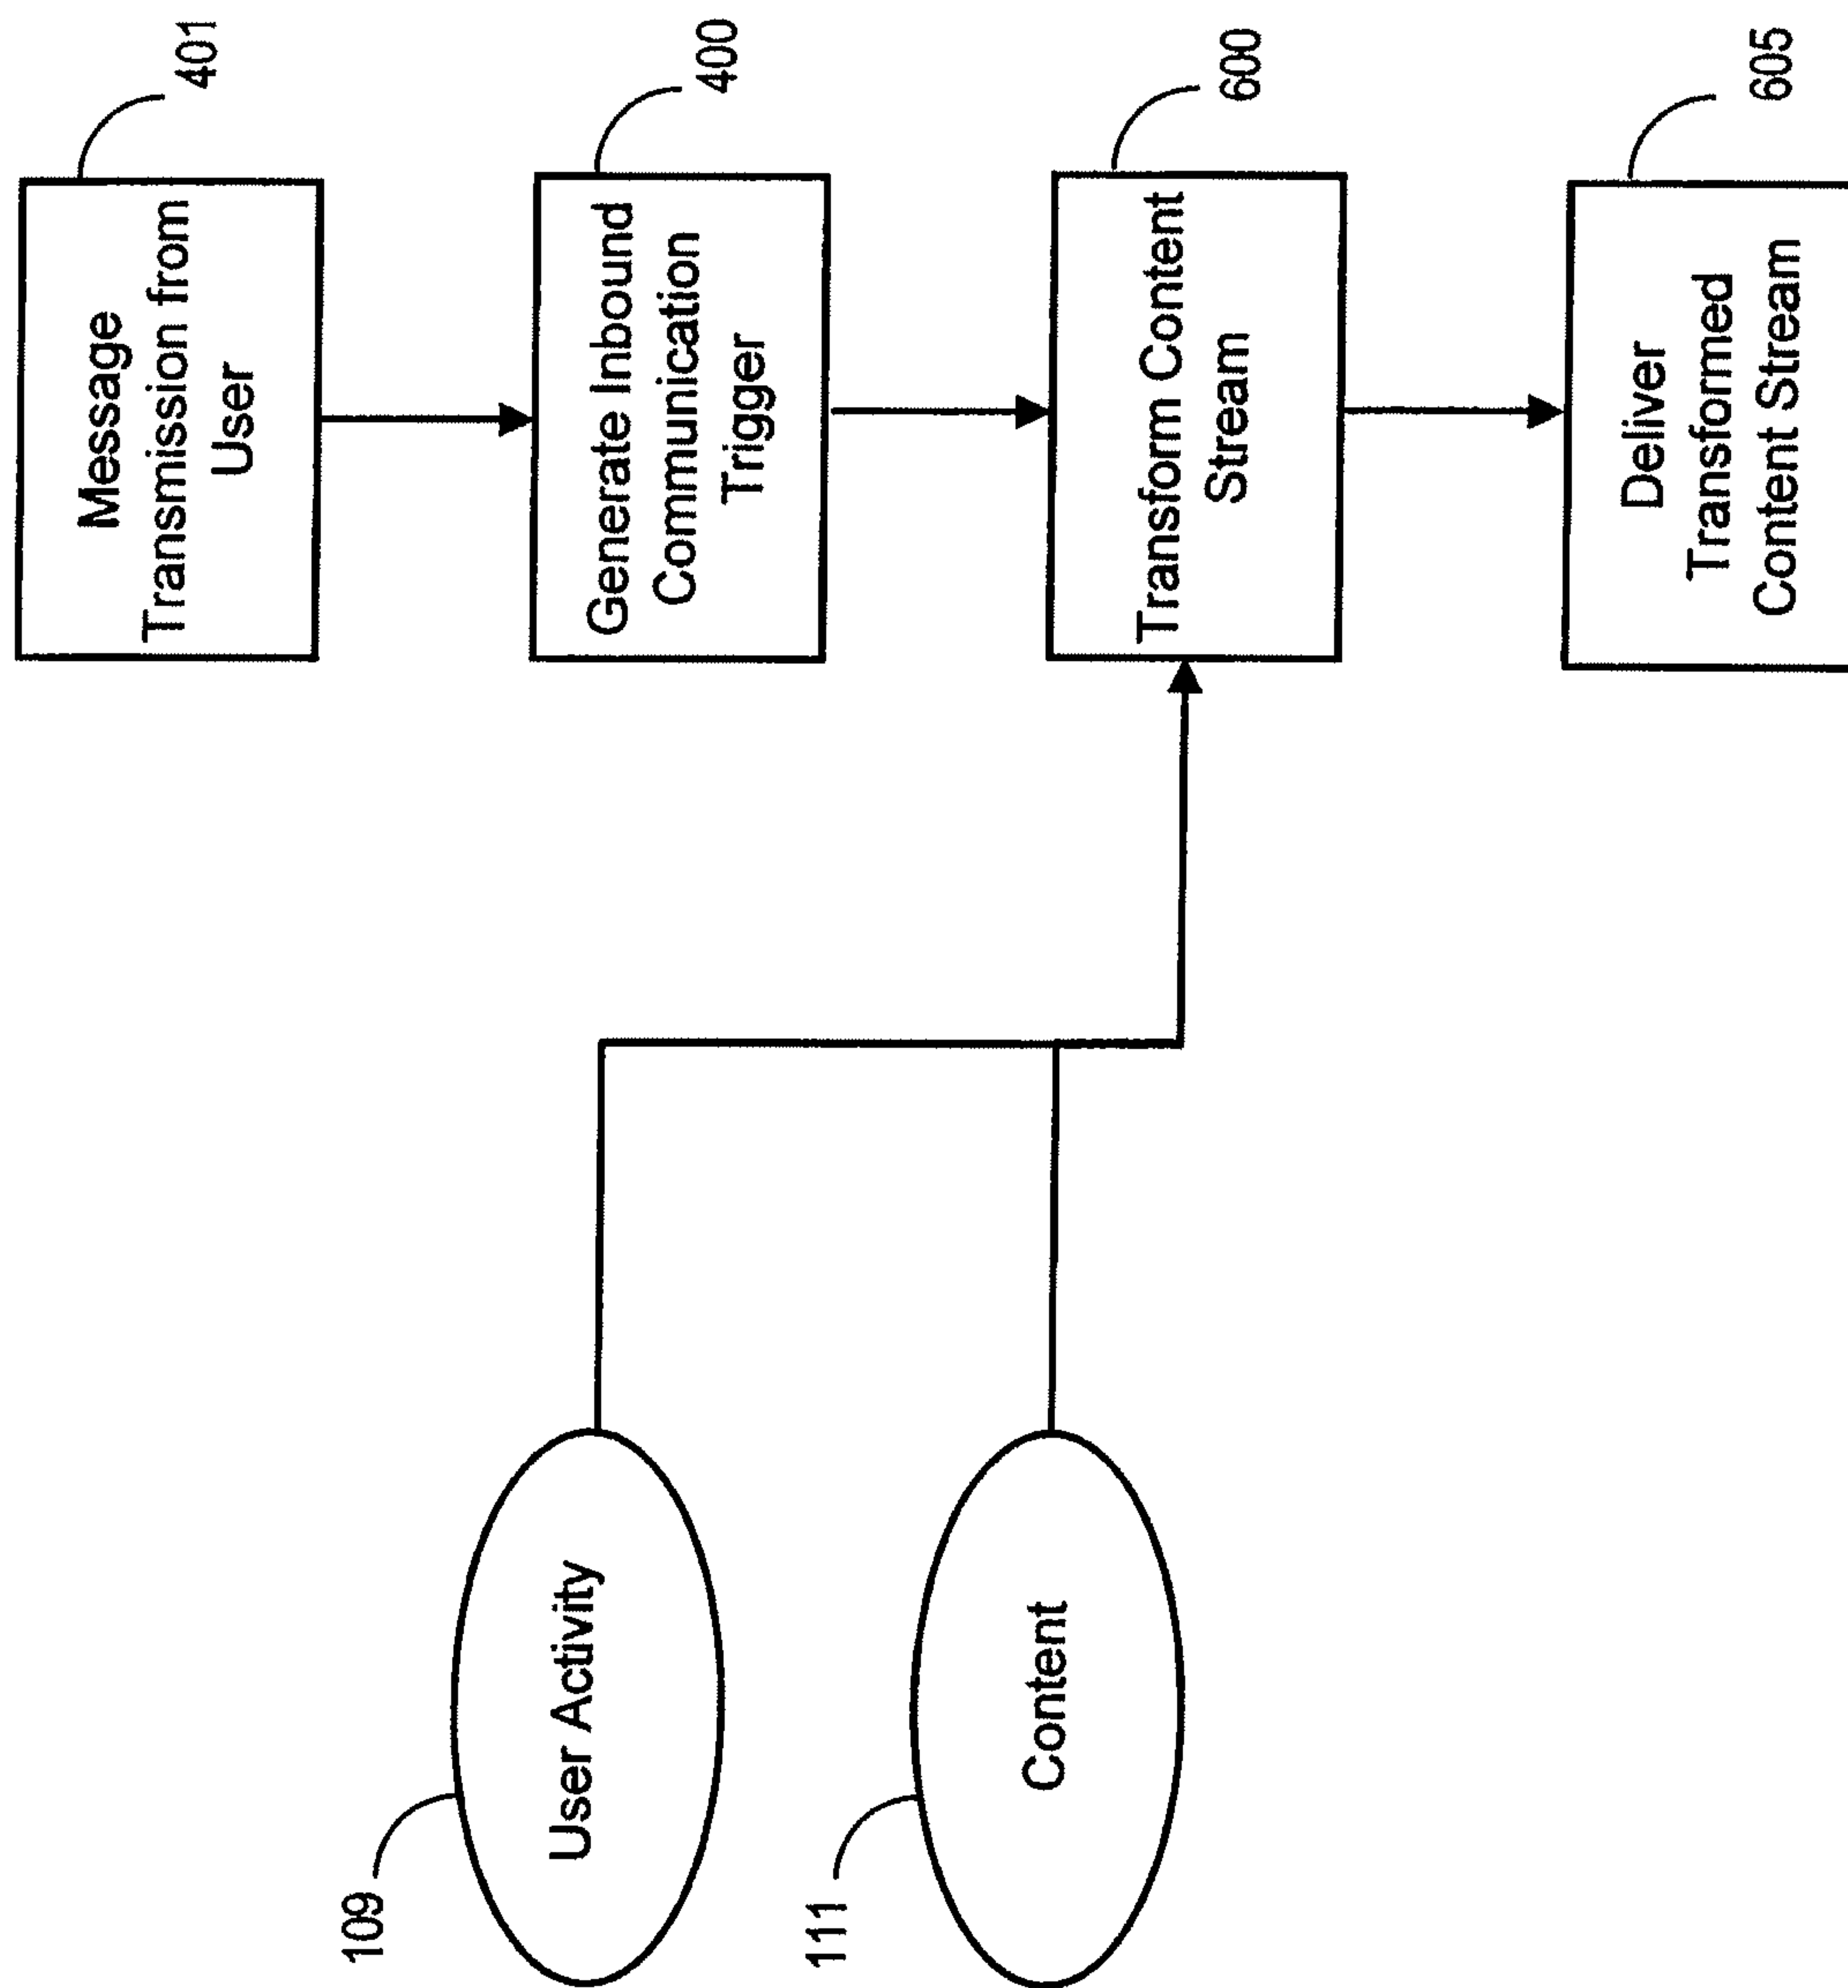 Message
Transmission from
User
401
Generate Inbound
Communication
Trigger
400
Transform Content
Stream
600
Deliver
Transformed
Content Stream
605
User Activity
109
Content
111